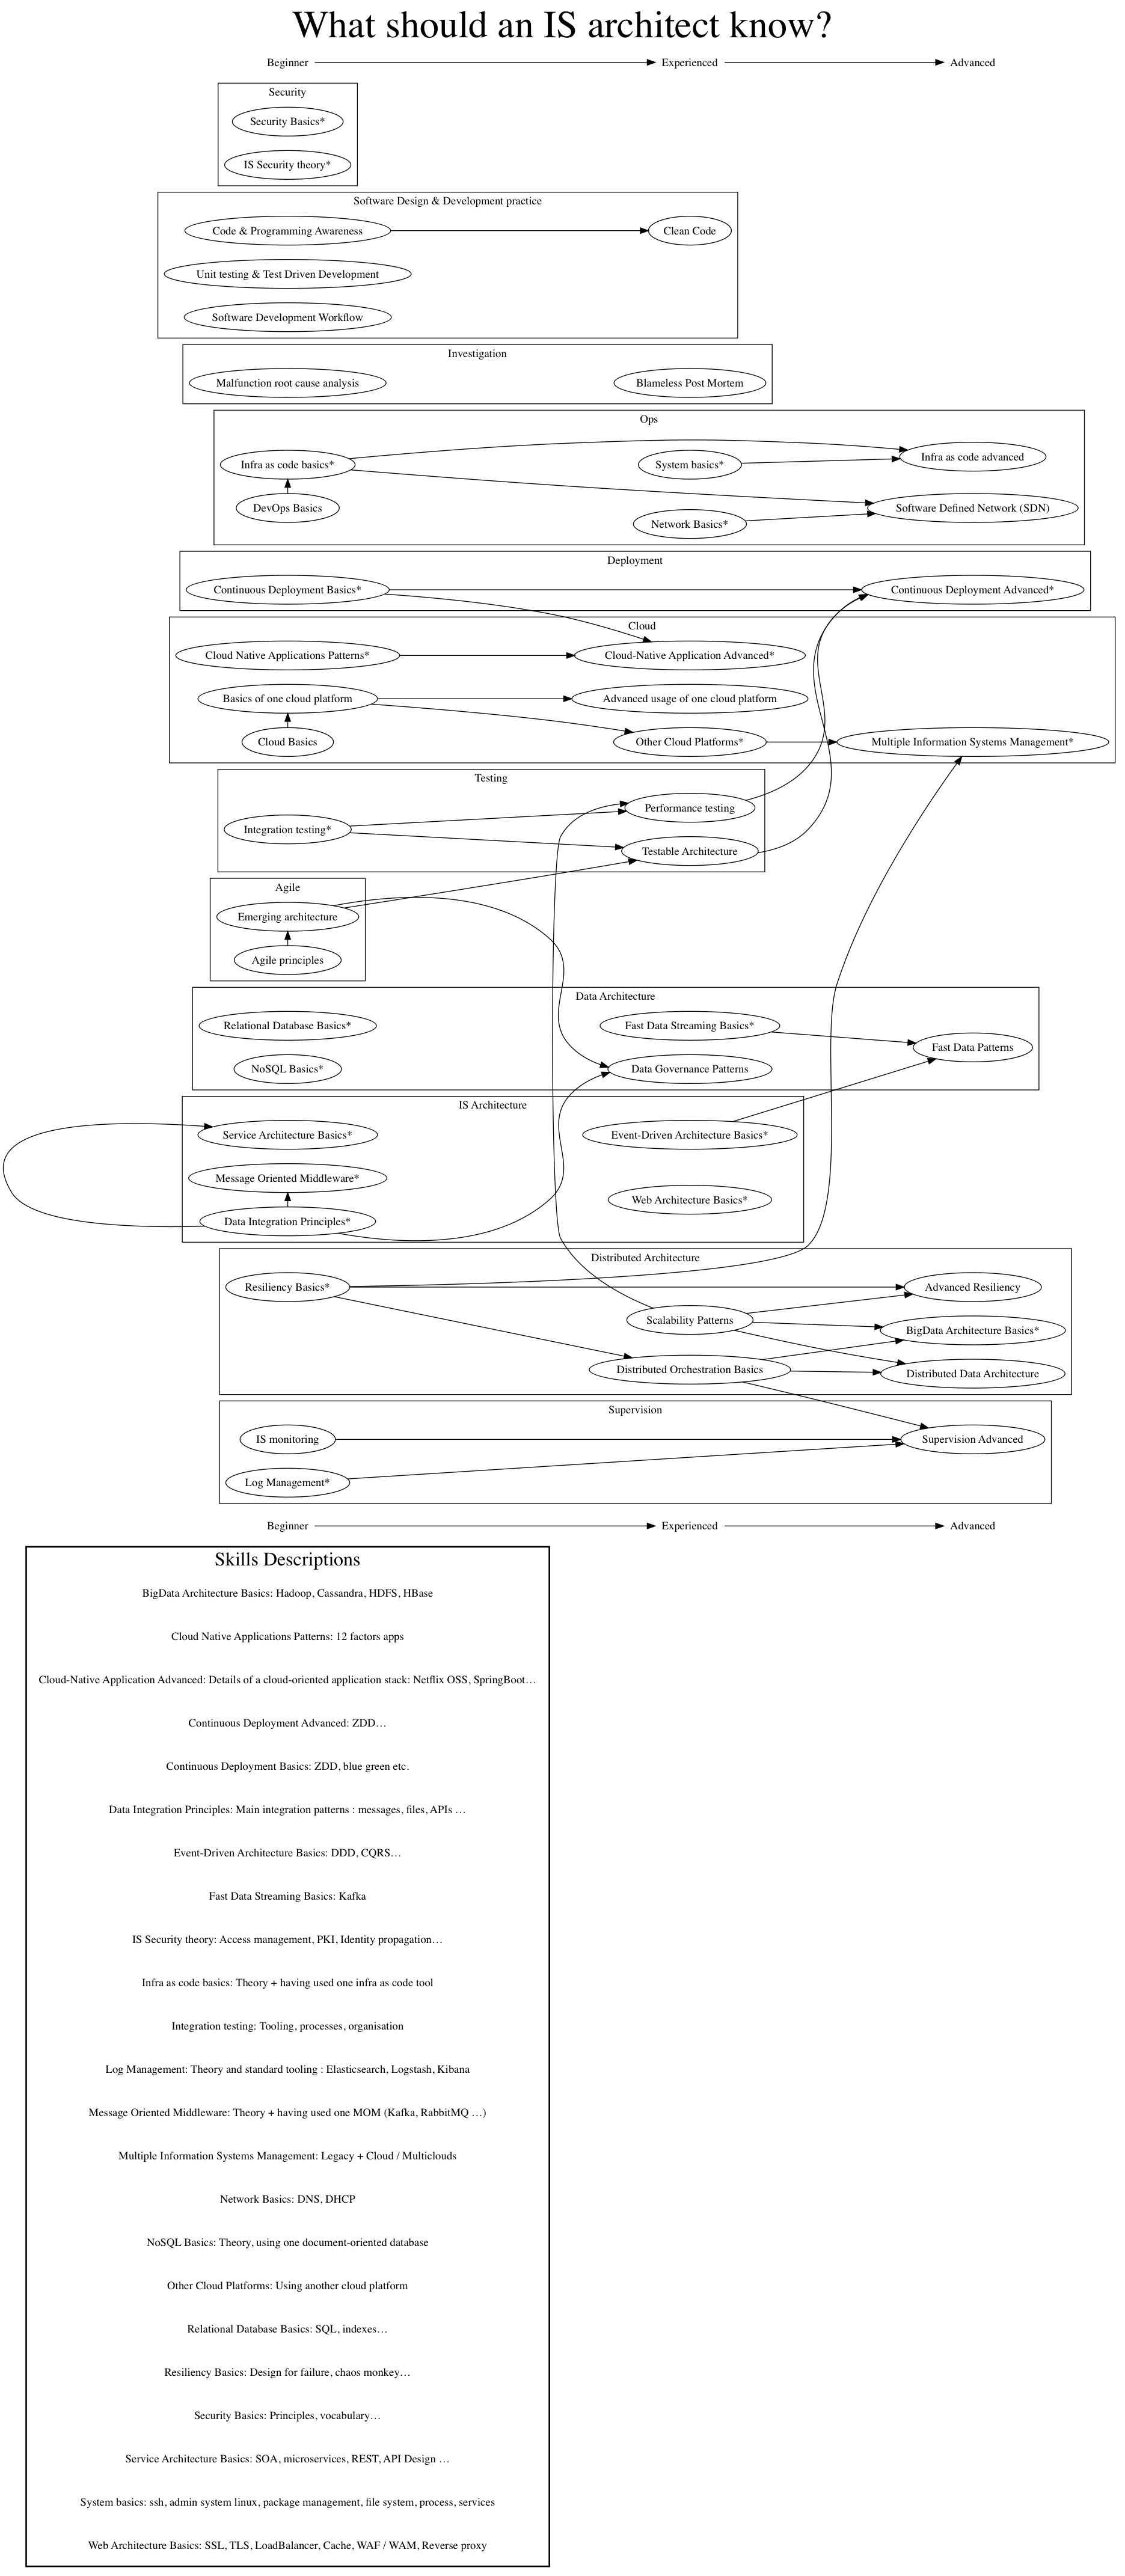 What should an IS architect know?
Beginner
Experienced
Advanced
Security
Security Basics*
IS Security theory*
Software Design & Development practice
Code & Programming Awareness
Clean Code
Unit testing & Test Driven Development
Software Development Workflow
Investigation
Malfunction root cause analysis
Blameless Post Mortem
Ops
Infra as code basics*
System basics*
Infra as code advanced
DevOps Basics
Network Basics*
Software Defined Network (SDN)
Deployment
Continuous Deployment Basics*
Continuous Deployment Advanced*
Cloud
Cloud Native Applications Patterns*
Cloud-Native Application Advanced*
Basics of one cloud platform
Advanced usage of one cloud platform
Cloud Basics
Other Cloud Platforms*
Multiple Information Systems Management*
Testing
Performance testing
Integration testing*
Testable Architecture
Agile
Emerging architecture
Agile principles
Data Architecture
Relational Database Basics*
Fast Data Streaming Basics*
Fast Data Patterns
NoSQL Basics*
Data Governance Patterns
IS Architecture
Service Architecture Basics*
Event-Driven Architecture Basics*
Message Oriented Middleware*
Web Architecture Basics*
Data Integration Principles*
Distributed Architecture
Resiliency Basics*
Advanced Resiliency
Scalability Patterns
BigData Architecture Basics*
Distributed Orchestration Basics
Distributed Data Architecture
Supervision
IS monitoring
Supervision Advanced
Log Management*
Beginner
Experienced
Advanced
Skills Descriptions
BigData Architecture Basics: Hadoop, Cassandra, HDFS, HBase
Cloud Native Applications Patterns: 12 factors apps
Cloud-Native Application Advanced: Details of a cloud-oriented application stack: Netflix OSS, SpringBoot…
Continuous Deployment Advanced: ZDD…
Continuous Deployment Basics: ZDD, blue green etc.
Data Integration Principles: Main integration patterns : messages, files, APIs …
Event-Driven Architecture Basics: DDD, CQRS…
Fast Data Streaming Basics: Kafka
IS Security theory: Access management, PKI, Identity propagation…
Infra as code basics: Theory + having used one infra as code tool
Integration testing: Tooling, processes, organisation
Log Management: Theory and standard tooling : Elasticsearch, Logstash, Kibana
Message Oriented Middleware: Theory + having used one MOM (Kafka, RabbitMQ …)
Multiple Information Systems Management: Legacy + Cloud / Multiclouds
Network Basics: DNS, DHCP
NoSQL Basics: Theory, using one document-oriented database
Other Cloud Platforms: Using another cloud platform
Relational Database Basics: SQL, indexes…
Resiliency Basics: Design for failure, chaos monkey…
Security Basics: Principles, vocabulary…
Service Architecture Basics: SOA, microservices, REST, API Design …
System basics: ssh, admin system linux, package management, file system, process, services
Web Architecture Basics: SSL, TLS, LoadBalancer, Cache, WAF / WAM, Reverse proxy